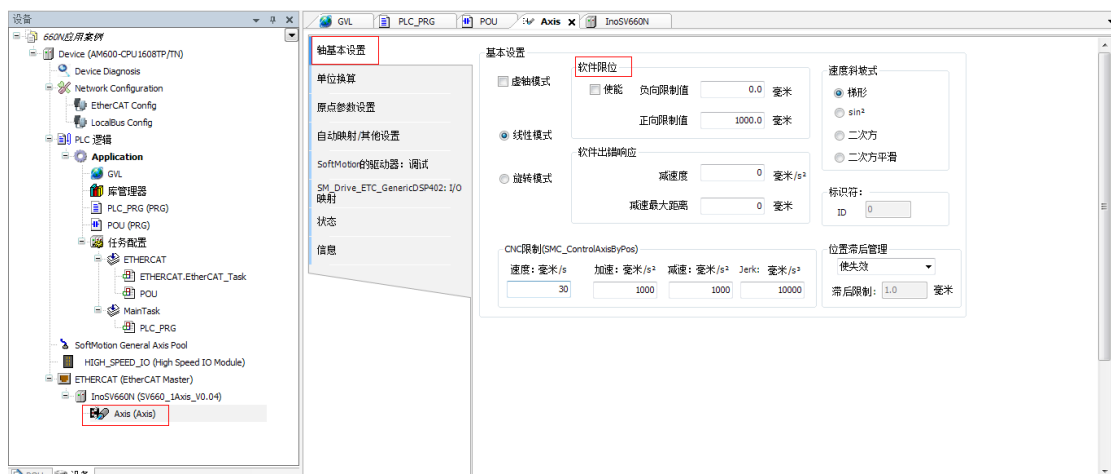 设备
660N应用案例
Device (AM600-CPU1608TP/TN)
Device Diagnosis
Network Configuration
EtherCAT Config
LocalBus Config
PLC 逻辑
Application
GVL
库管理器
PLC_PRG (PRG)
POU (PRG)
任务配置
ETHERCAT
ETHERCAT.EtherCAT_Task
POU
MainTask
PLC_PRG
SoftMotion General Axis Pool
HIGH_SPEED_IO (High Speed IO Module)
ETHERCAT (EtherCAT Master)
InoSV660N (SV660_1Axis_V0.04)
Axis (Axis)
GVL PLC_PRG POU Axis InoSV660N
轴基本设置
单位换算
原点参数设置
自动映射/其他设置
SoftMotion的驱动器：调试
SM_Drive_ETC_GenericDSP402: I/O
映射
状态
信息
基本设置
虚轴模式
线性模式
旋转模式
软件限位
使能 负向限制值 0.0 毫米
正向限制值 1000.0 毫米
软件出错响应
减速度 0 毫米/s²
减速最大距离 0 毫米
速度斜坡式
梯形
sin²
二次方
二次方平滑
标识符:
ID 0
CNC限制(SMC_ControlAxisByPos)
速度: 毫米/s 加速: 毫米/s² 减速: 毫米/s² Jerk: 毫米/s³
30 1000 1000 10000
位置滞后管理
使失效
滞后限制: 1.0 毫米